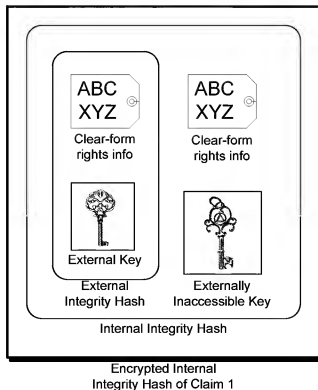 ABC
XYZ
Clear-form
rights info
External Key
External
Integrity Hash
ABC
XYZ
Clear-form
rights info
Externally
Inaccessible Key
Internal Integrity Hash
Encrypted Internal
Integrity Hash of Claim 1